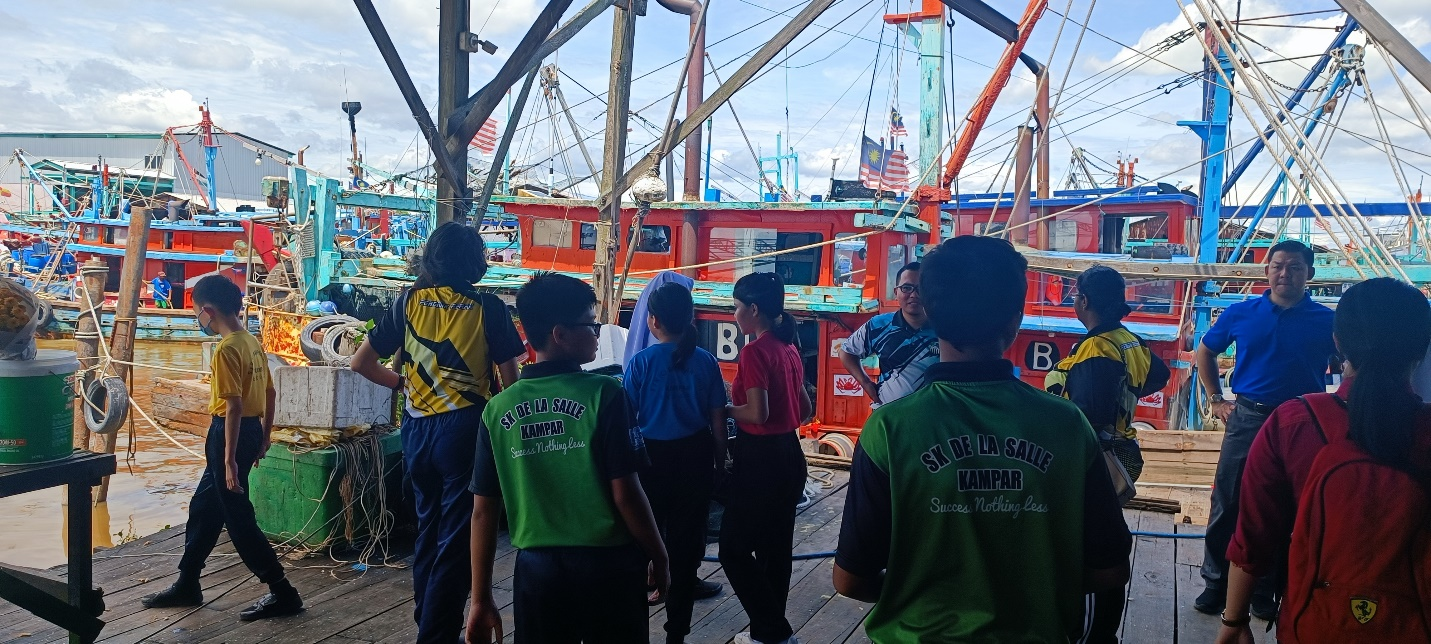 SK DE LA SALLE
KAMPAR
Success Nothing Less
SK DE LA SALLE
KAMPAR
Success Nothing Less
B
B